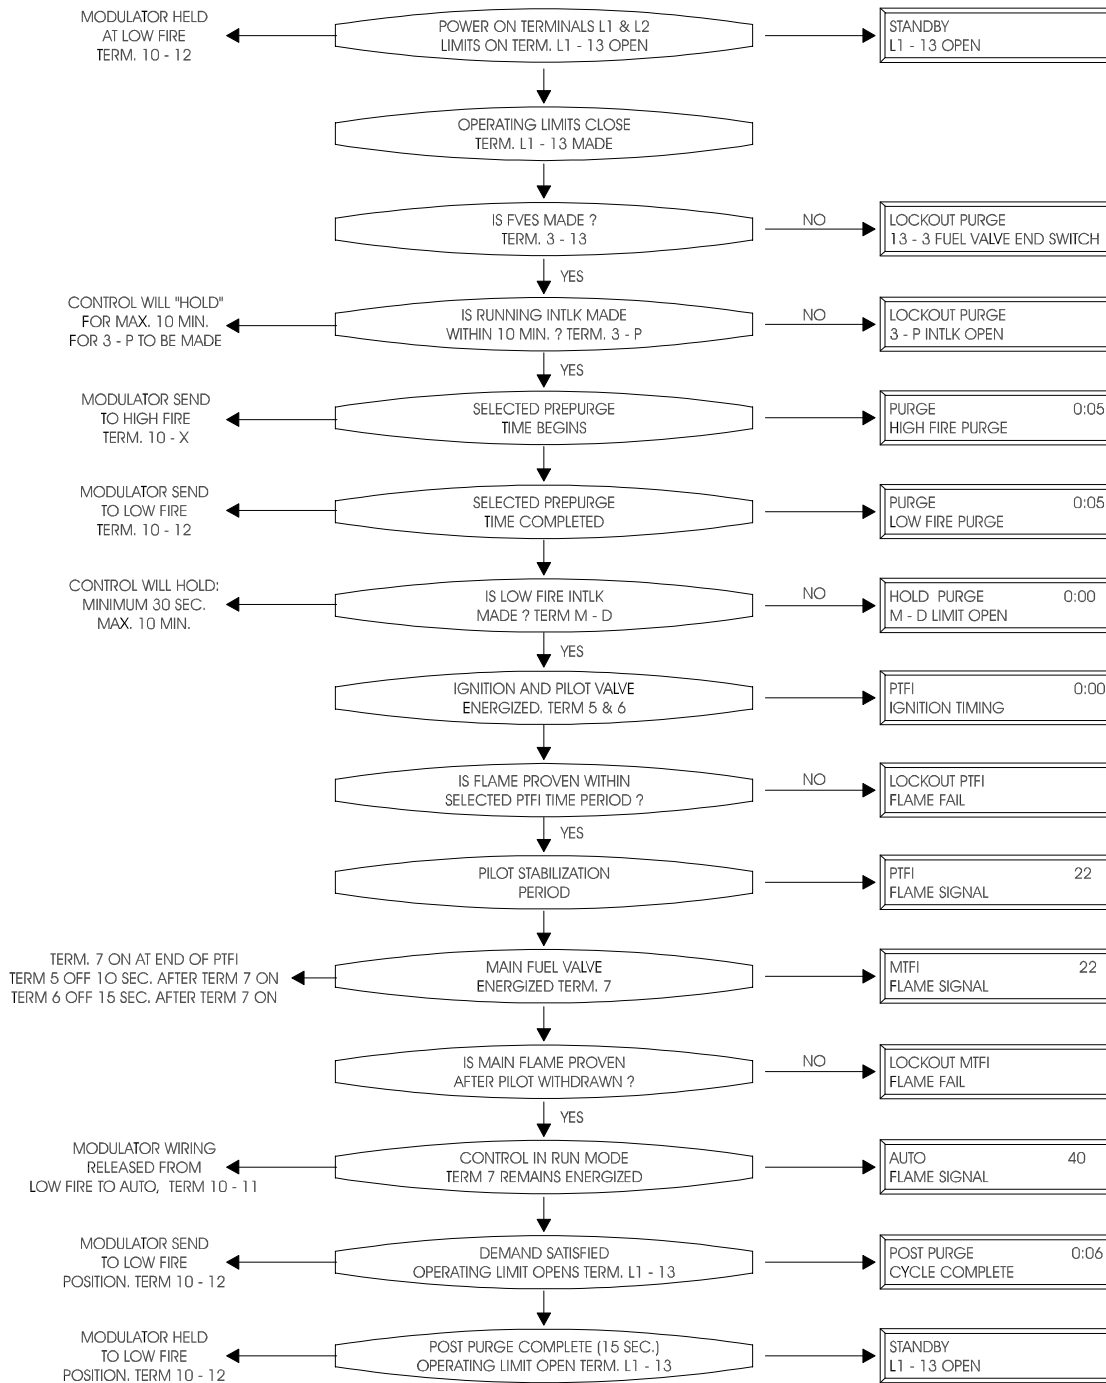 MODULATOR HELD
AT LOW FIRE
TERM. 10 - 12
POWER ON TERMINALS L1 & L2
LIMITS ON TERM. L1 - 13 OPEN
STANDBY
L1 - 13 OPEN
OPERATING LIMITS CLOSE
TERM. L1 - 13 MADE
IS FVES MADE ?
TERM. 3 - 13
NO
LOCKOUT PURGE
13 - 3 FUEL VALVE END SWITCH
YES
CONTROL WILL "HOLD"
FOR MAX. 10 MIN.
FOR 3 - P TO BE MADE
IS RUNNING INTLK MADE
WITHIN 10 MIN. ? TERM. 3 - P
NO
LOCKOUT PURGE
3 - P INTLK OPEN
YES
MODULATOR SEND
TO HIGH FIRE
TERM. 10 - X
SELECTED PREPURGE
TIME BEGINS
PURGE 0:05
HIGH FIRE PURGE
MODULATOR SEND
TO LOW FIRE
TERM. 10 - 12
SELECTED PREPURGE
TIME COMPLETED
PURGE 0:05
LOW FIRE PURGE
CONTROL WILL HOLD:
MINIMUM 30 SEC.
MAX. 10 MIN.
IS LOW FIRE INTLK
MADE ? TERM M - D
NO
HOLD PURGE 0:00
M - D LIMIT OPEN
YES
IGNITION AND PILOT VALVE
ENERGIZED. TERM 5 & 6
PTFI 0:00
IGNITION TIMING
IS FLAME PROVEN WITHIN
SELECTED PTFI TIME PERIOD ?
NO
LOCKOUT PTFI
FLAME FAIL
YES
PILOT STABILIZATION
PERIOD
PTFI 22
FLAME SIGNAL
TERM. 7 ON AT END OF PTFI
TERM 5 OFF 1O SEC. AFTER TERM 7 ON
TERM 6 OFF 15 SEC. AFTER TERM 7 ON
MAIN FUEL VALVE
ENERGIZED TERM. 7
MTFI 22
FLAME SIGNAL
IS MAIN FLAME PROVEN
AFTER PILOT WITHDRAWN ?
NO
LOCKOUT MTFI
FLAME FAIL
YES
MODULATOR WIRING
RELEASED FROM
LOW FIRE TO AUTO, TERM 10 - 11
CONTROL IN RUN MODE
TERM 7 REMAINS ENERGIZED
AUTO 40
FLAME SIGNAL
MODULATOR SEND
TO LOW FIRE
POSITION. TERM 10 - 12
DEMAND SATISFIED
OPERATING LIMIT OPENS TERM. L1 - 13
POST PURGE 0:06
CYCLE COMPLETE
MODULATOR HELD
TO LOW FIRE
POSITION. TERM 10 - 12
POST PURGE COMPLETE (15 SEC.)
OPERATING LIMIT OPEN TERM. L1 - 13
STANDBY
L1 - 13 OPEN